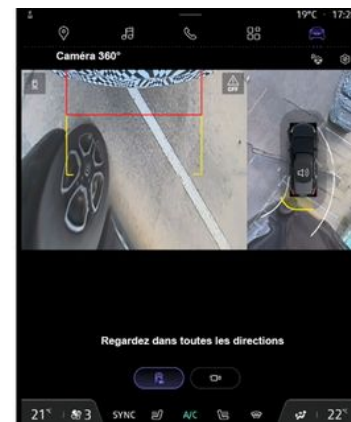 19°C · 17:2
Caméra 360°
OFF
Regardez dans toutes les directions
21°
3
SYNC
A/C
22°